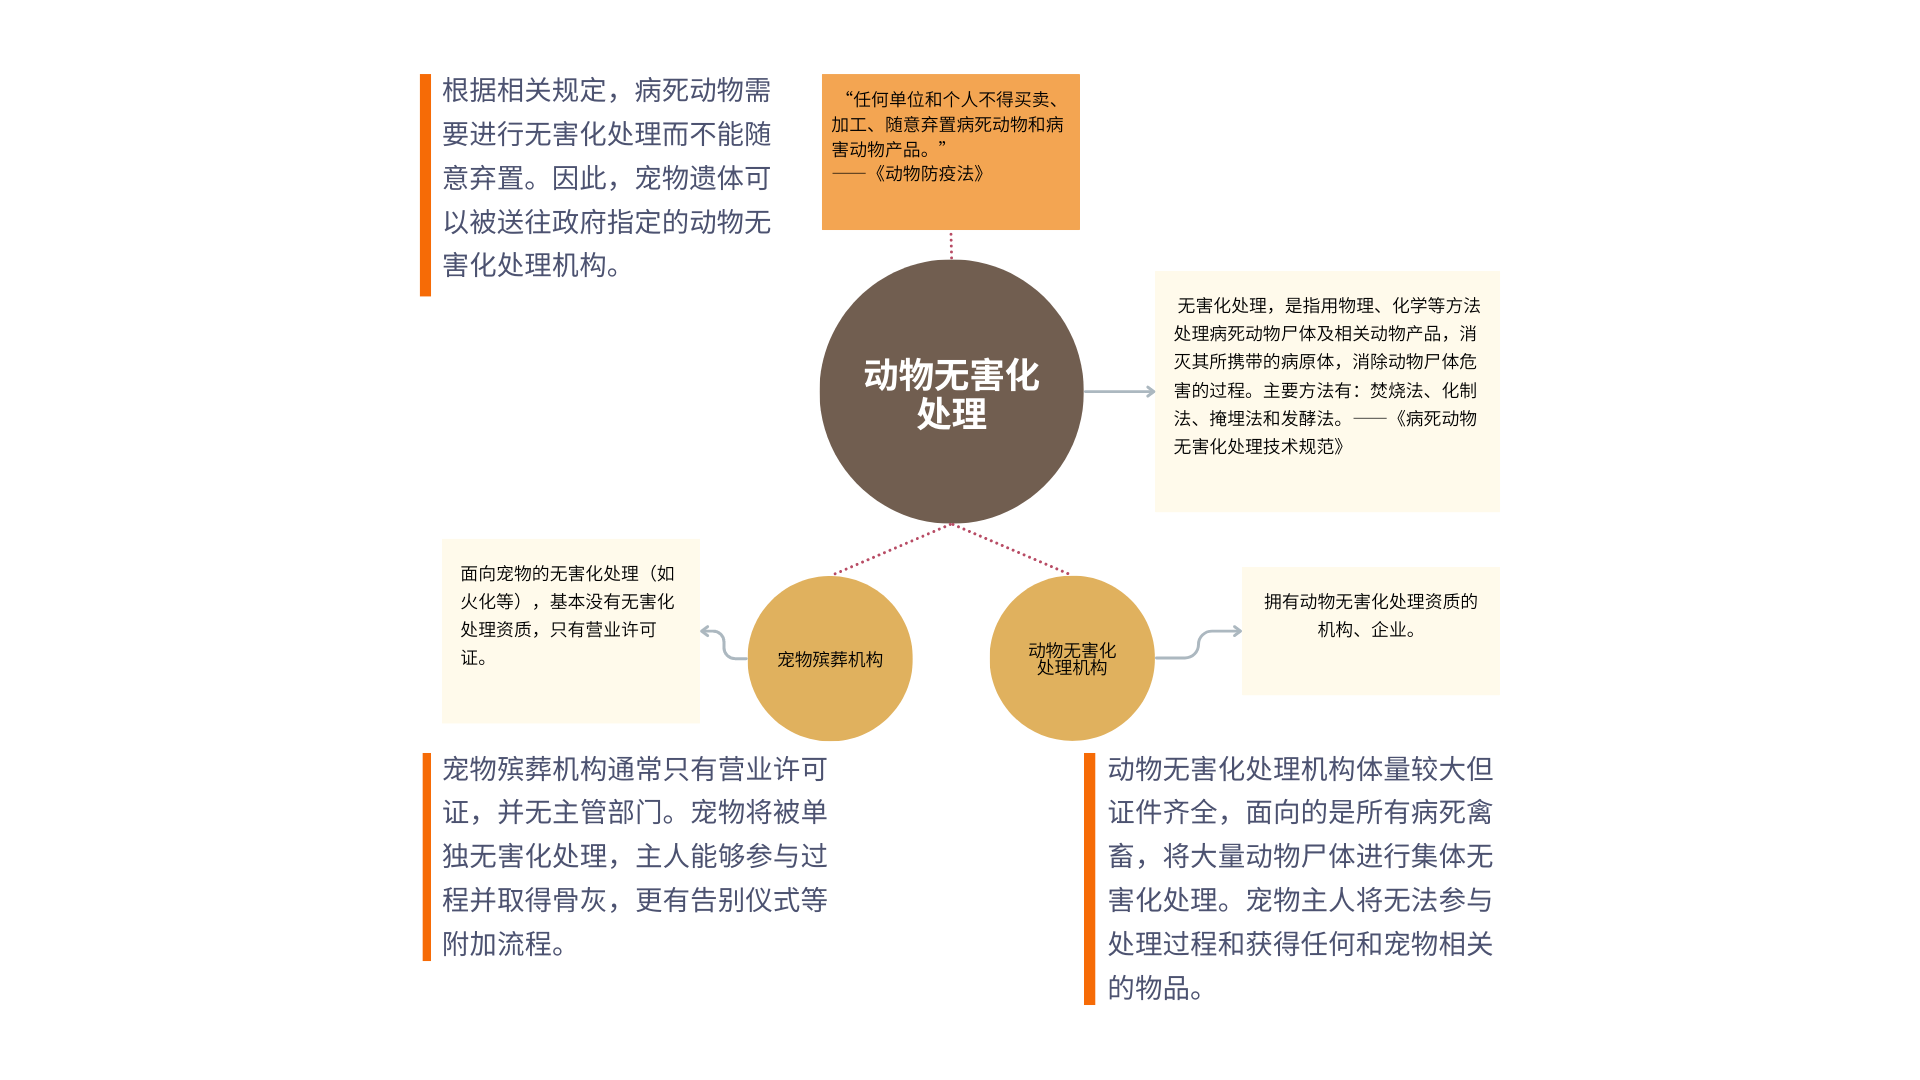 根据相关规定，病死动物需
要进行无害化处理而不能随
意弃置。因此，宠物遗体可
以被送往政府指定的动物无
害化处理机构。
“任何单位和个人不得买卖、
加工、随意弃置病死动物和病
害动物产品。”
——《动物防疫法》
动物无害化
处理
无害化处理，是指用物理、化学等方法
处理病死动物尸体及相关动物产品，消
灭其所携带的病原体，消除动物尸体危
害的过程。主要方法有：焚烧法、化制
法、掩埋法和发酵法。——《病死动物
无害化处理技术规范》
面向宠物的无害化处理（如
火化等），基本没有无害化
处理资质，只有营业许可
证。
宠物殡葬机构
动物无害化
处理机构
拥有动物无害化处理资质的
机构、企业。
宠物殡葬机构通常只有营业许可
证，并无主管部门。宠物将被单
独无害化处理，主人能够参与过
程并取得骨灰，更有告别仪式等
附加流程。
动物无害化处理机构体量较大但
证件齐全，面向的是所有病死禽
畜，将大量动物尸体进行集体无
害化处理。宠物主人将无法参与
处理过程和获得任何和宠物相关
的物品。